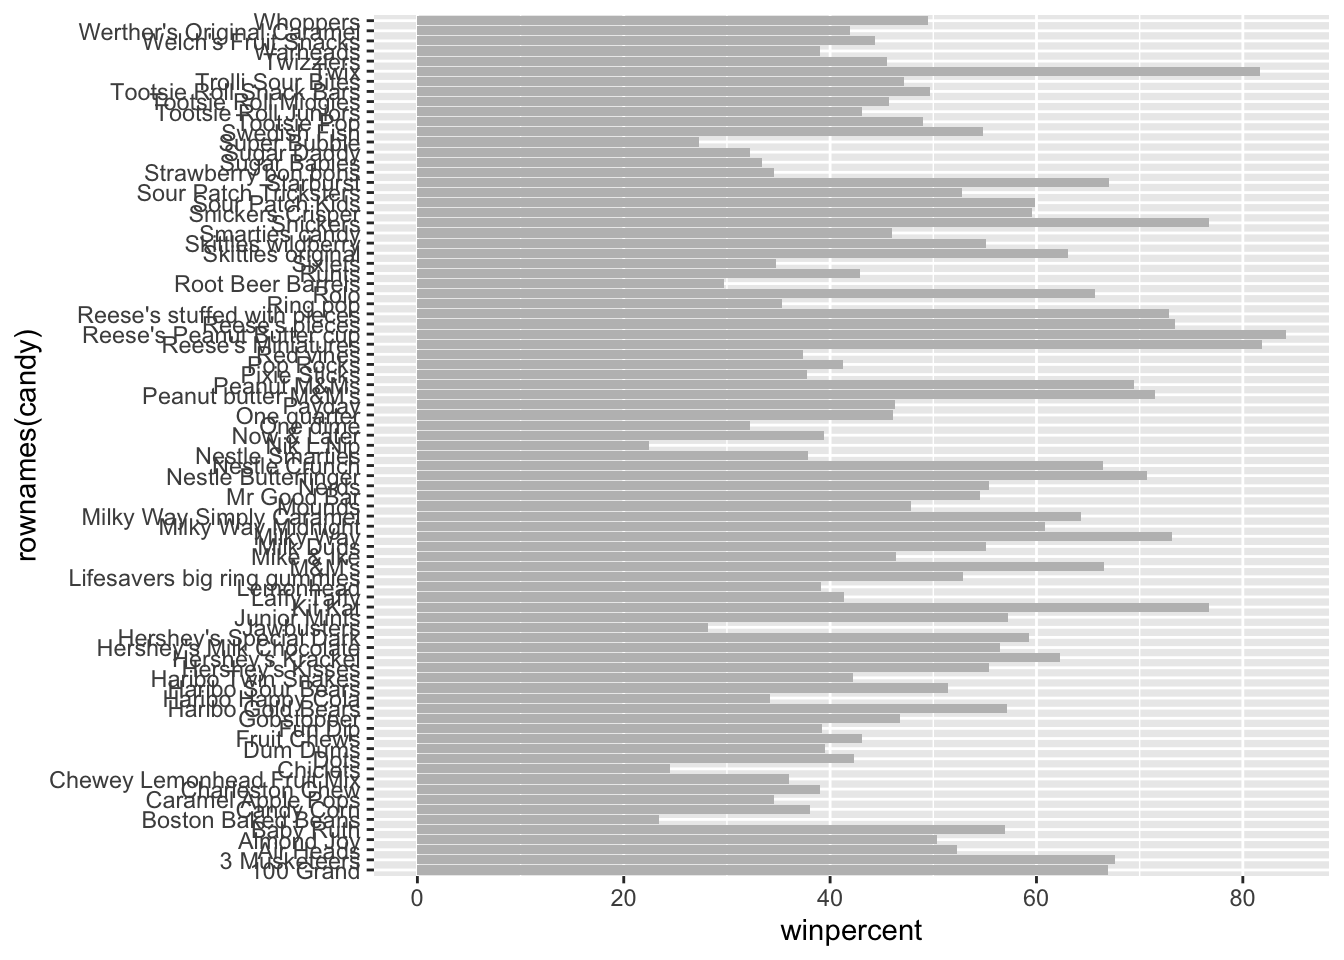 Whoppers
Werther's Original Caramel
Welch's Fruit Snacks
Warheads
Twizzlers
Twix
Trolli Sour Bites
Tootsie Roll Snack Bars
Tootsie Roll Midgies
Tootsie Roll Juniors
Tootsie Pop
Swedish Fish
Super Bubble
Sugar Daddy
Sugar Babies
Strawberry bon bons
Starburst
Sour Patch Tricksters
Sour Patch Kids
Snickers Crisper
Snickers
Smarties candy
Skittles wildberry
Skittles original
Sixlets
Runts
Root Beer Barrels
Rolo
Ring pop
Reese's stuffed with pieces
Reese's pieces
Reese's Peanut Butter cup
Reese's Miniatures
Red vines
Pop Rocks
Pixie Sticks
Peanut M&Ms
Peanut butter M&M's
Payday
One quarter
One dime
Now & Later
Nik L Nip
Nestle Smarties
Nestle Crunch
Nestle Butterfinger
Nerds
Mr Good Bar
Mounds
Milky Way Simply Caramel
Milky Way Midnight
Milky Way
Milk Duds
Mike & Ike
M&M's
Lifesavers big ring gummies
Lemonhead
Laffy Taffy
Kit Kat
Junior Mints
Jawbusters
Hershey's Special Dark
Hershey's Milk Chocolate
Hershey's Krackel
Hershey's Kisses
Haribo Twin Snakes
Haribo Sour Bears
Haribo Happy Cola
Haribo Gold Bears
Gobstopper
Fun Dip
Fruit Chews
Dum Dums
Dots
Chiclets
Chewey Lemonhead Fruit Mix
Charleston Chew
Caramel Apple Pops
Candy Corn
Boston Baked Beans
Baby Ruth
Almond Joy
Air Heads
3 Musketeers
100 Grand
rownames(candy)
0 20 40 60 80
winpercent